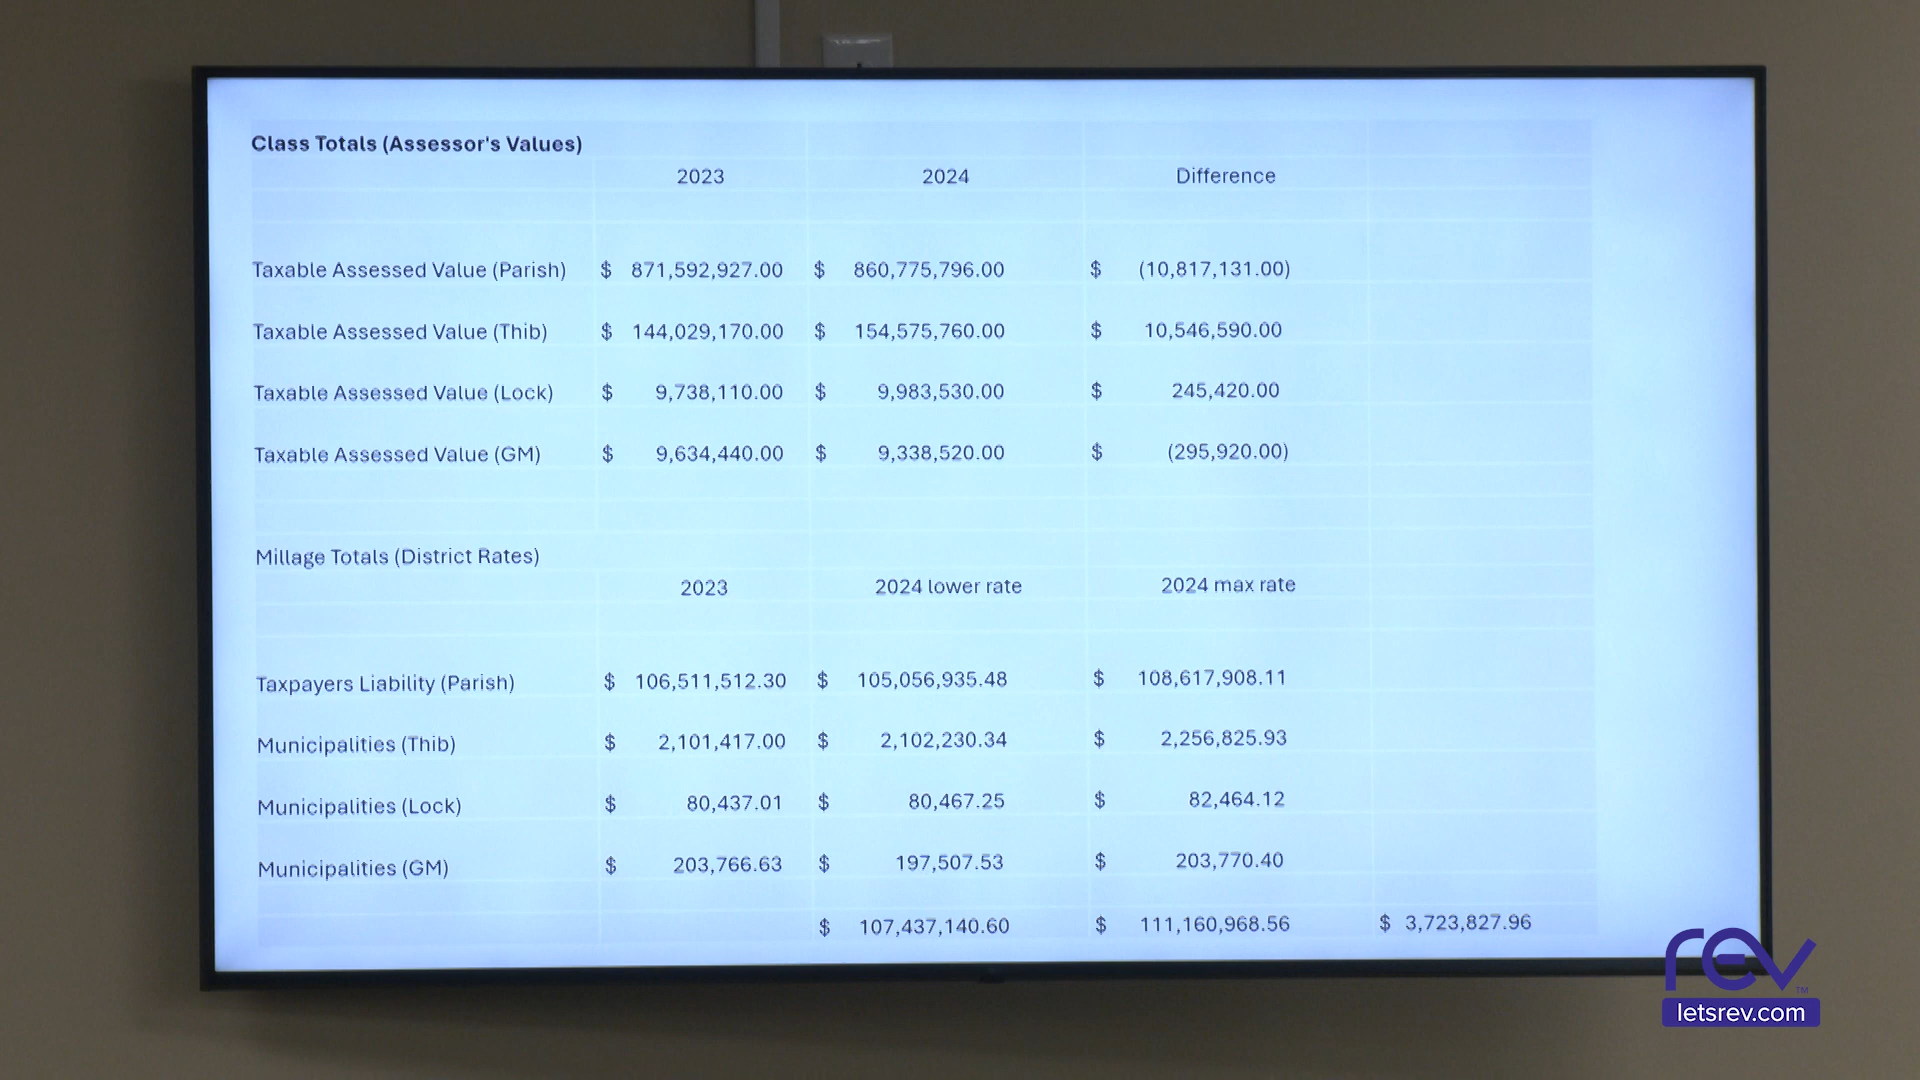 Class Totals (Assessor's Values)
2023 2024 Difference
Taxable Assessed Value (Parish) $ 871,592,927.00 $ 860,775,796.00 $ (10,817,131.00)
Taxable Assessed Value (Thib) $ 144,029,170.00 $ 154,575,760.00 $ 10,546,590.00
Taxable Assessed Value (Lock) $ 9,738,110.00 $ 9,983,530.00 $ 245,420.00
Taxable Assessed Value (GM) $ 9,634,440.00 $ 9,338,520.00 $ (295,920.00)
Millage Totals (District Rates)
2023 2024 lower rate 2024 max rate
Taxpayers Liability (Parish) $ 106,511,512.30 $ 105,056,935.48 $ 108,617,908.11
Municipalities (Thib) $ 2,101,417.00 $ 2,102,230.34 $ 2,256,825.93
Municipalities (Lock) $ 80,437.01 $ 80,467.25 $ 82,464.12
Municipalities (GM) $ 203,766.63 $ 197,507.53 $ 203,770.40
$ 107,437,140.60 $ 111,160,968.56 $ 3,723,827.96
rev™
letsrev.com